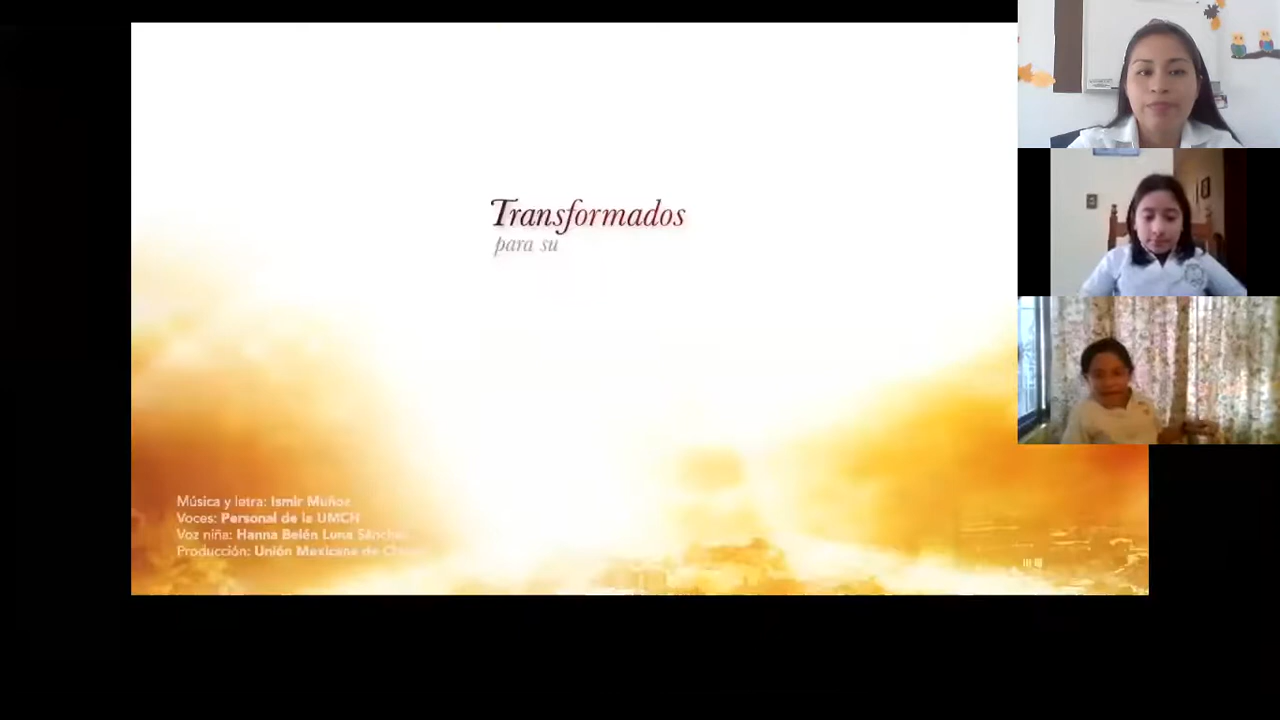 Transformados
para su
Música y letra: Ismir Muñoz
Voces: Personal de la UMCH
Voz niña: Hanna Belén Luna Sánchez
Producción: Unión Mexicana de